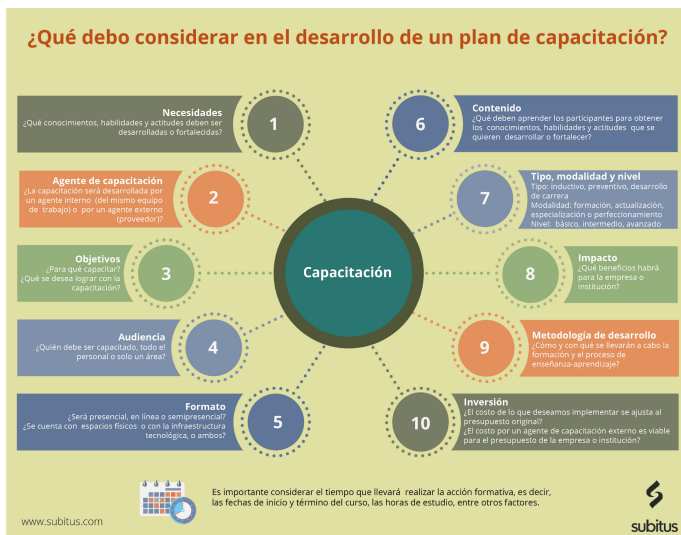 ¿Qué debo considerar en el desarrollo de un plan de capacitación?
Necesidades
¿Qué conocimientos, habilidades y actitudes deben ser
desarrolladas o fortalecidas?
1
Agente de capacitación
¿La capacitación será desarrollada por
un agente interno (del mismo equipo
de trabajo) o por un agente externo
(proveedor)?
2
Objetivos
¿Para qué capacitar?
¿Qué se desea lograr con la
capacitación?
3
Audiencia
¿Quién debe ser capacitado, todo el
personal o solo un área?
4
Formato
¿Será presencial, en línea o semipresencial?
¿Se cuenta con espacios físicos o con la infraestructura
tecnológica, o ambos?
5
Capacitación
6
Contenido
¿Qué deben aprender los participantes para obtener
los conocimientos, habilidades y actitudes que se
quieren desarrollar o fortalecer?
7
Tipo, modalidad y nivel
Tipo: inductivo, preventivo, desarrollo
de carrera
Modalidad: formación, actualización,
especialización o perfeccionamiento
Nivel: básico, intermedio, avanzado
8
Impacto
¿Qué beneficios habrá
para la empresa o
institución?
9
Metodología de desarrollo
¿Cómo y con qué se llevarán a cabo la
formación y el proceso de
enseñanza-aprendizaje?
10
Inversión
¿El costo de lo que deseamos implementar se ajusta al
presupuesto original?
¿El costo por un agente de capacitación externo es viable
para el presupuesto de la empresa o institución?
Es importante considerar el tiempo que llevará realizar la acción formativa, es decir,
las fechas de inicio y término del curso, las horas de estudio, entre otros factores.
www.subitus.com
subitus